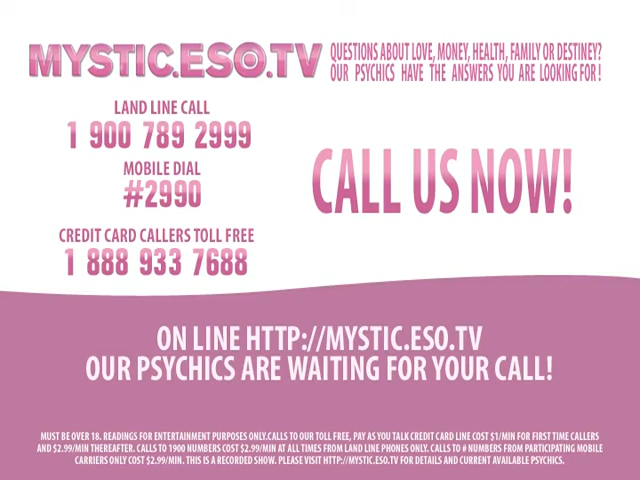 MYSTIC.ESO.TV
QUESTIONS ABOUT LOVE, MONEY, HEALTH, FAMILY OR DESTINEY?
OUR PSYCHICS HAVE THE ANSWERS YOU ARE LOOKING FOR!
LAND LINE CALL
1 900 789 2999
MOBILE DIAL
#2990
CREDIT CARD CALLERS TOLL FREE
1 888 933 7688
CALL US NOW!
ON LINE HTTP://MYSTIC.ESO.TV
OUR PSYCHICS ARE WAITING FOR YOUR CALL!
MUST BE OVER 18. READINGS FOR ENTERTAINMENT PURPOSES ONLY.CALLS TO OUR TOLL FREE, PAY AS YOU TALK CREDIT CARD LINE COST $1/MIN FOR FIRST TIME CALLERS
AND $2.99/MIN THEREAFTER. CALLS TO 1900 NUMBERS COST $2.99/MIN AT ALL TIMES FROM LAND LINE PHONES ONLY. CALLS TO # NUMBERS FROM PARTICIPATING MOBILE
CARRIERS ONLY COST $2.99/MIN. THIS IS A RECORDED SHOW. PLEASE VISIT HTTP://MYSTIC.ESO.TV FOR DETAILS AND CURRENT AVAILABLE PSYCHICS.